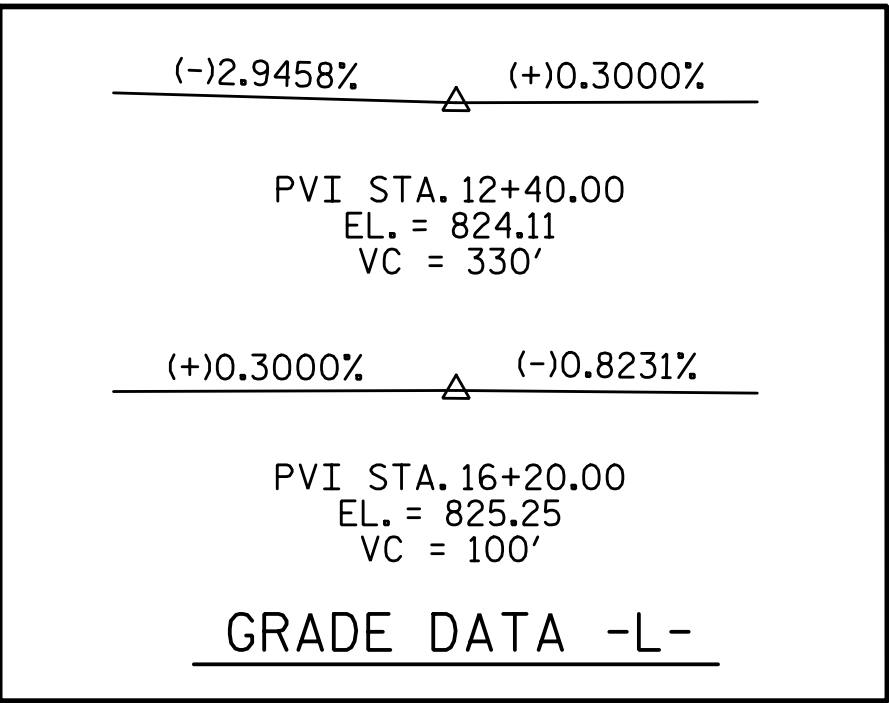 (-)2.9458% (+)0.3000%
PVI STA. 12+40.00
EL. = 824.11
VC = 330'
(+)0.3000% (-)0.8231%
PVI STA. 16+20.00
EL. = 825.25
VC = 100'
GRADE DATA -L-